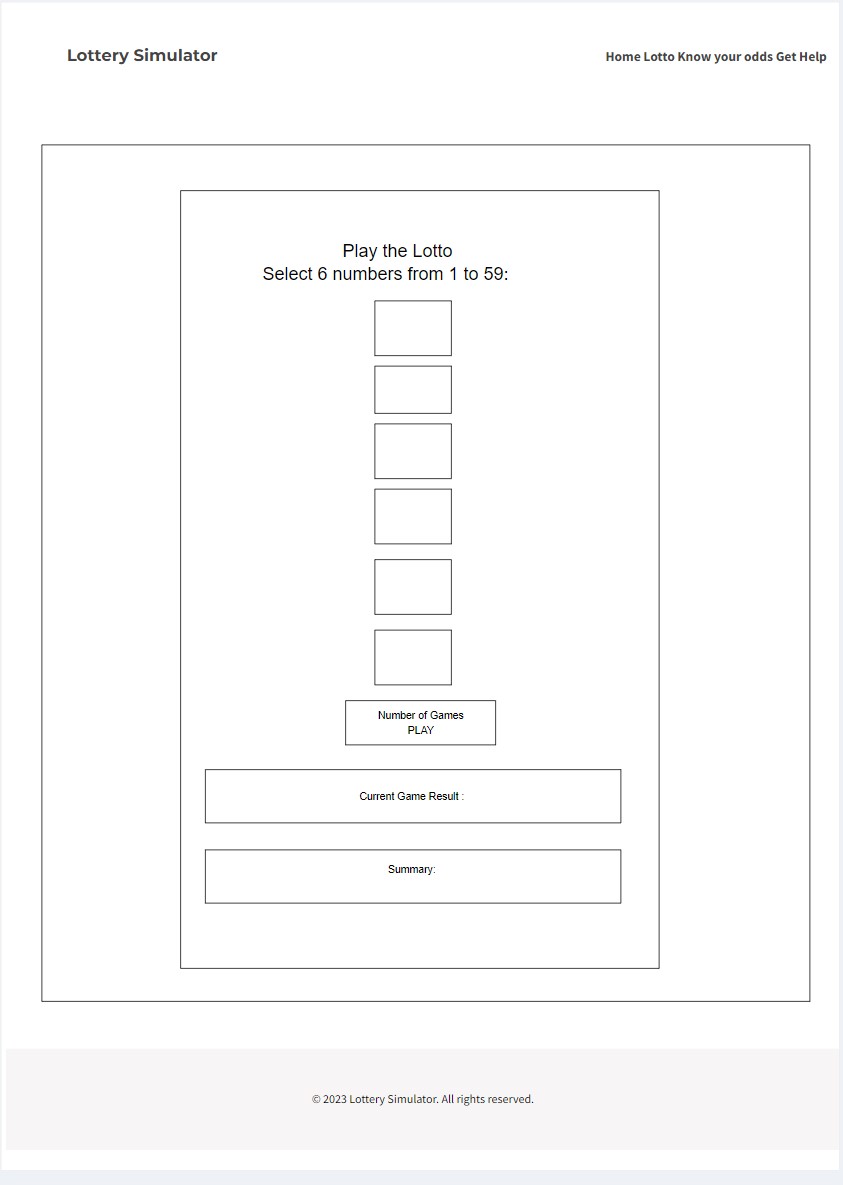 Lottery Simulator
Home Lotto Know your odds Get Help
Play the Lotto
Select 6 numbers from 1 to 59:
Number of Games
PLAY
Current Game Result :
Summary:
© 2023 Lottery Simulator. All rights reserved.